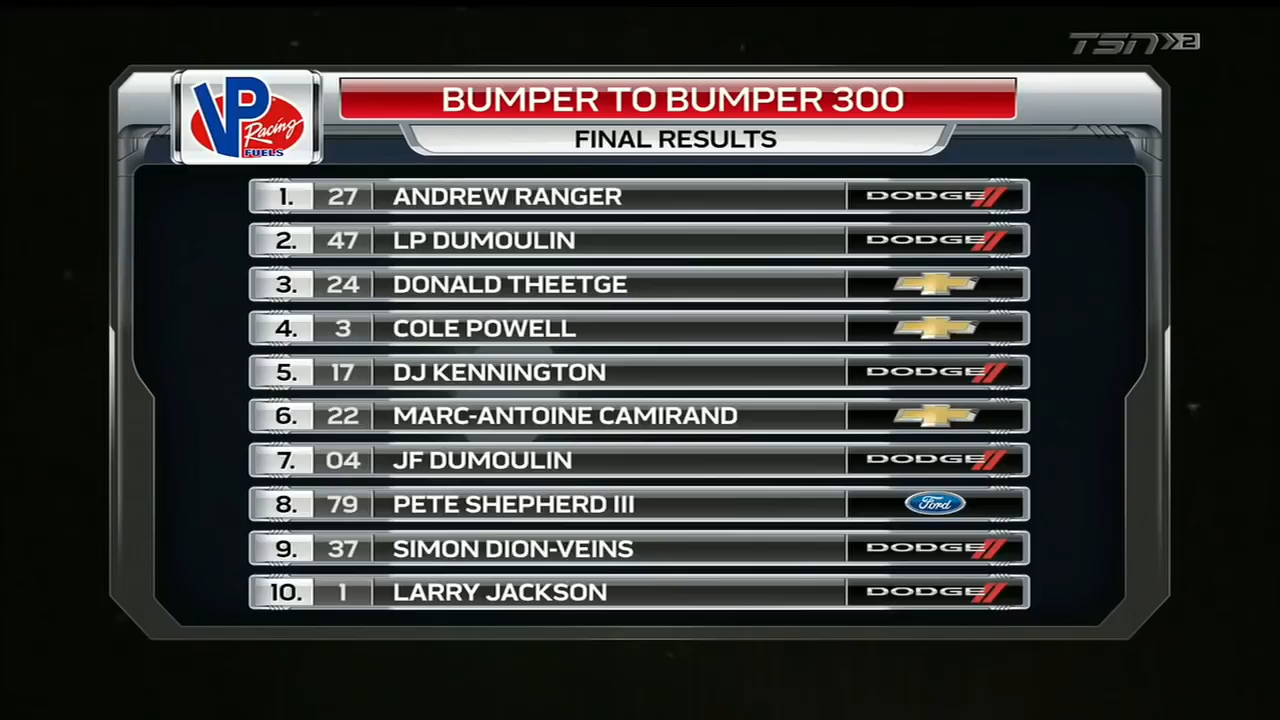 TSN 2
VP Racing FUELS
BUMPER TO BUMPER 300
FINAL RESULTS
1. 27 ANDREW RANGER DODGE
2. 47 LP DUMOULIN DODGE
3. 24 DONALD THEETGE
4. 3 COLE POWELL
5. 17 DJ KENNINGTON DODGE
6. 22 MARC-ANTOINE CAMIRAND
7. 04 JF DUMOULIN DODGE
8. 79 PETE SHEPHERD III Ford
9. 37 SIMON DION-VEINS DODGE
10. 1 LARRY JACKSON DODGE